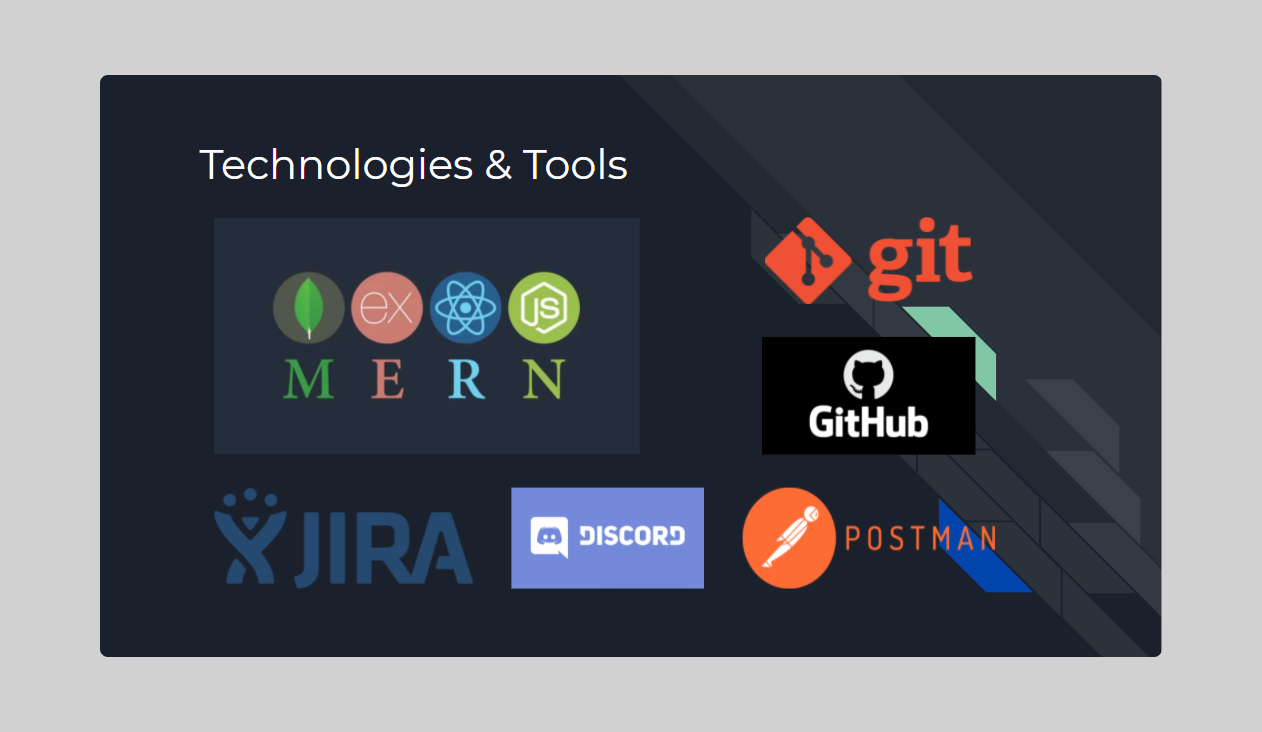 Technologies & Tools
git
ex
JS
M E R N
GitHub
JIRA
DISCORD
POSTMAN